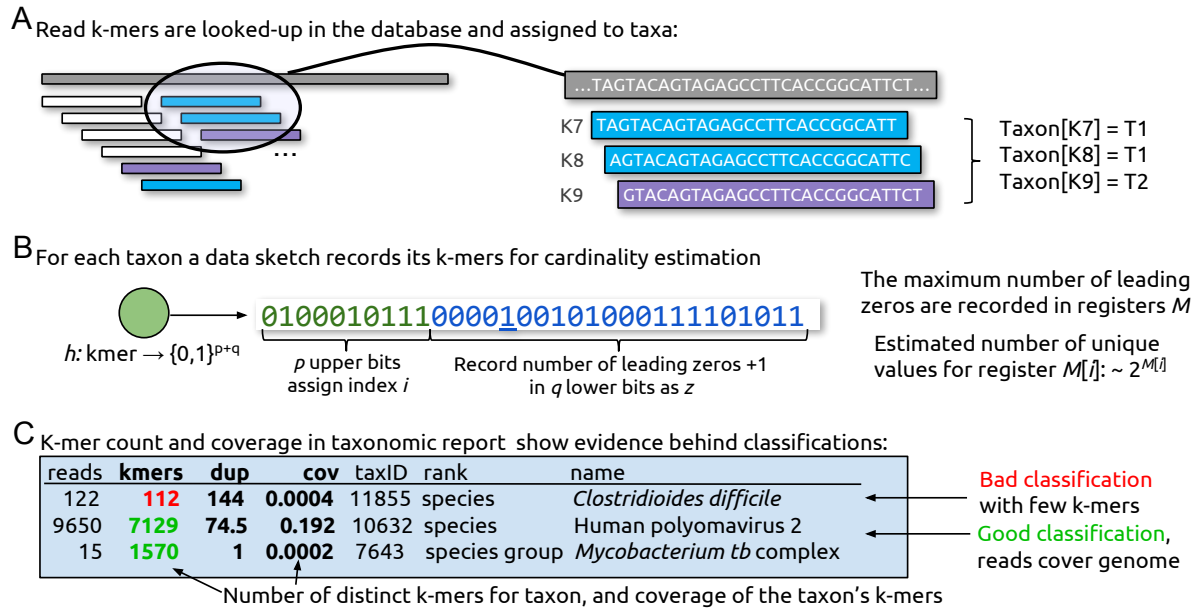 A
Read k-mers are looked-up in the database and assigned to taxa:
...TAGTACAGTAGAGCCTTCACCGGCATTCT...
K7 TAGTACAGTAGAGCCTTCACCGGCATT
K8 AGTACAGTAGAGCCTTCACCGGCATTC
K9 GTACAGTAGAGCCTTCACCGGCATTCT
...
Taxon[K7] = T1
Taxon[K8] = T1
Taxon[K9] = T2
B
For each taxon a data sketch records its k-mers for cardinality estimation
h: kmer → {0,1}ᵖ⁺q
01000101110000100101000111101011
p upper bits
assign index i
Record number of leading zeros +1
in q lower bits as z
The maximum number of leading
zeros are recorded in registers M
Estimated number of unique
values for register M[i]: ~ 2^M[i]
C
K-mer count and coverage in taxonomic report show evidence behind classifications:
reads kmers dup cov taxID rank name
122 112 144 0.0004 11855 species Clostridioides difficile
9650 7129 74.5 0.192 10632 species Human polyomavirus 2
15 1570 1 0.0002 7643 species group Mycobacterium tb complex
Bad classification
with few k-mers
Good classification,
reads cover genome
Number of distinct k-mers for taxon, and coverage of the taxon's k-mers